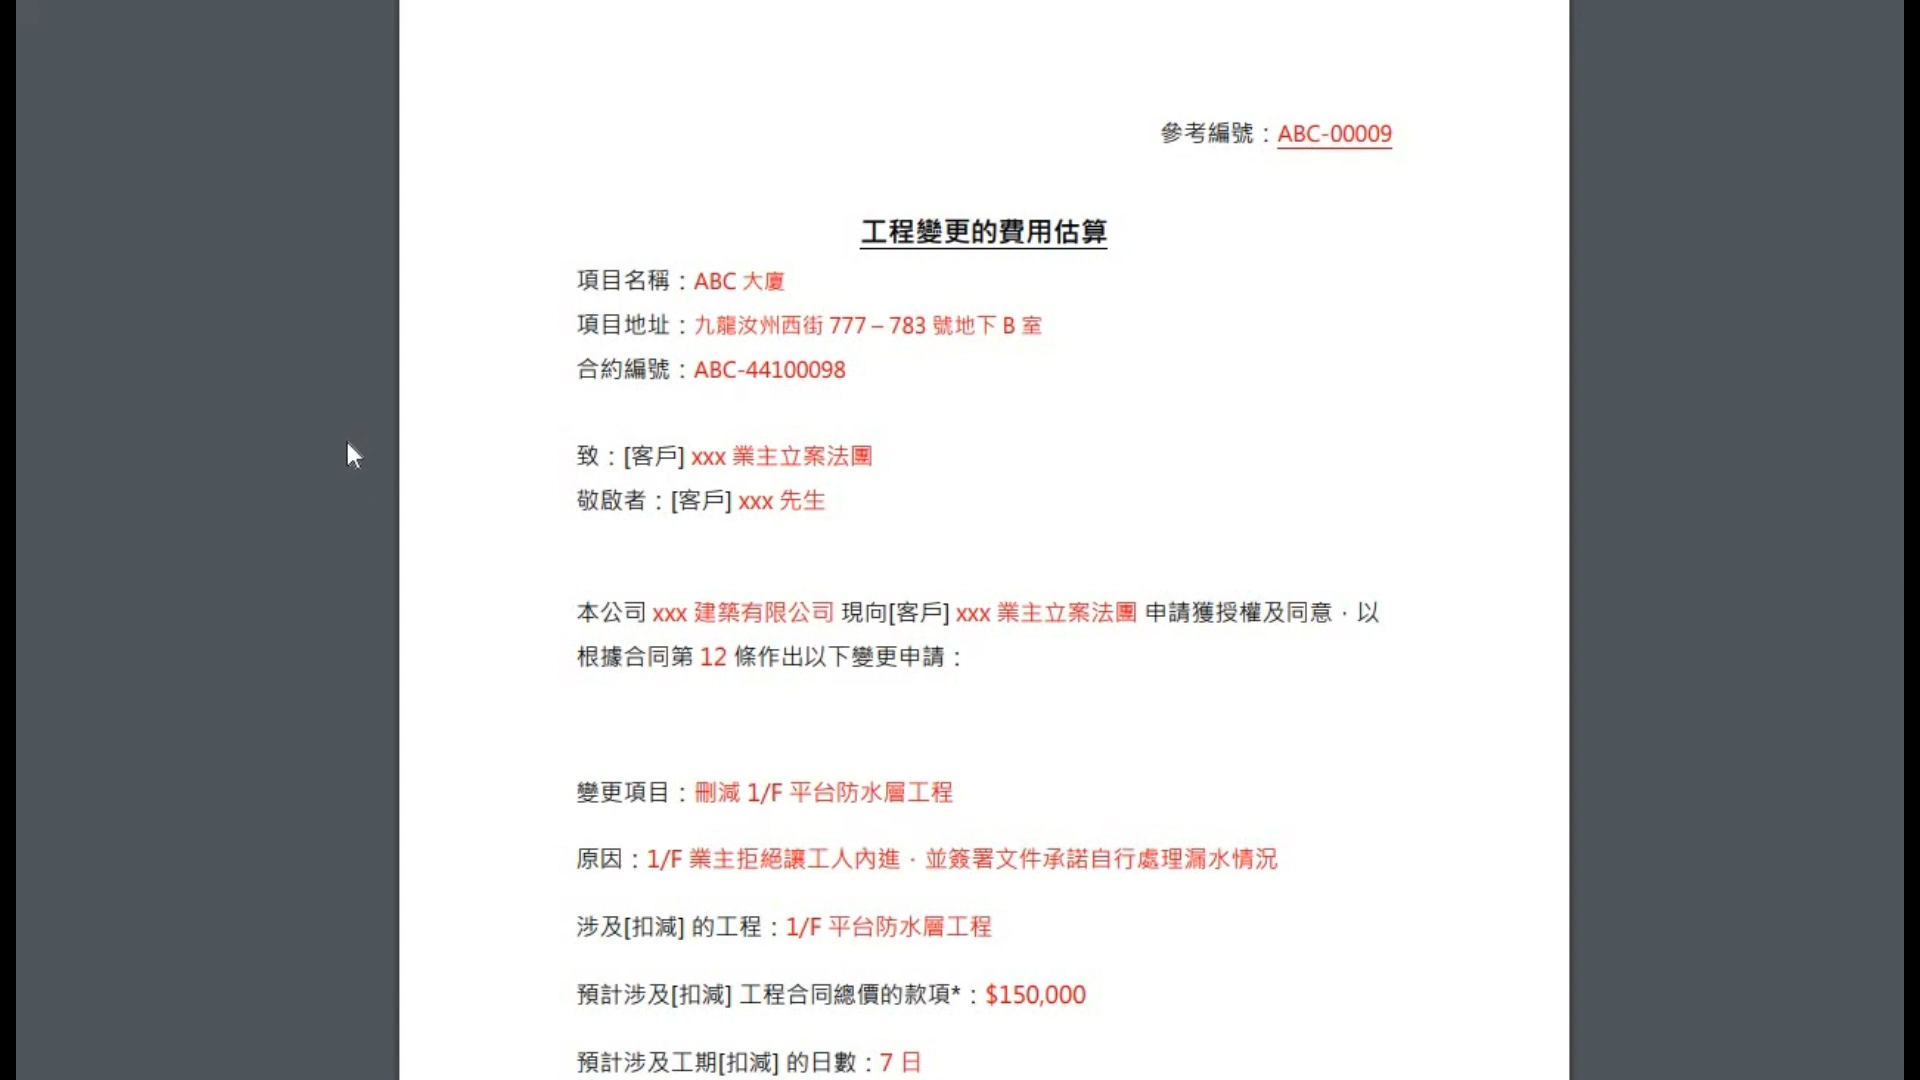 參考編號：ABC-00009
工程變更的費用估算
項目名稱：ABC 大廈
項目地址：九龍汝州西街 777 – 783 號地下 B 室
合約編號：ABC-44100098
致：[客戶] xxx 業主立案法團
敬啟者：[客戶] xxx 先生
本公司 xxx 建築有限公司 現向[客戶] xxx 業主立案法團 申請獲授權及同意，以
根據合同第 12 條作出以下變更申請：
變更項目：刪減 1/F 平台防水層工程
原因：1/F 業主拒絕讓工人內進，並簽署文件承諾自行處理漏水情況
涉及[扣減] 的工程：1/F 平台防水層工程
預計涉及[扣減] 工程合同總價的款項*：$150,000
預計涉及工期[扣減] 的日數：7 日